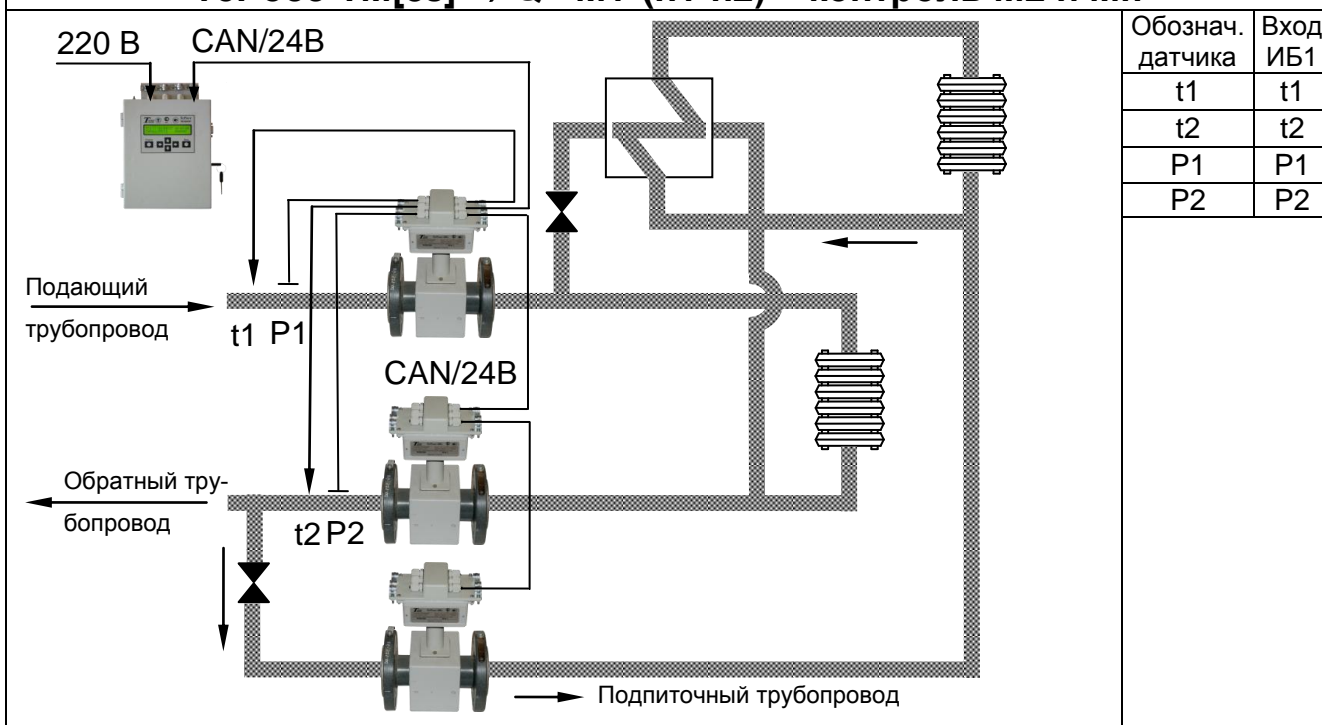 220 В
CAN/24В
Подающий
трубопровод
t1 P1
CAN/24В
Обратный тру-
бопровод
t2 P2
Подпиточный трубопровод
Обознач. датчика Вход ИБ1
t1 t1
t2 t2
P1 P1
P2 P2